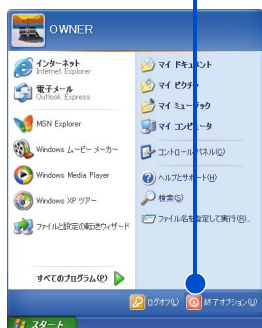 OWNER
インターネット
Internet Explorer
電子メール
Outlook Express
MSN Explorer
Windows ムービー メーカー
Windows Media Player
Windows XP ツアー
ファイルと設定の転送ウィザード
すべてのプログラム(P)
マイ ドキュメント
マイ ピクチャ
マイ ミュージック
マイ コンピュータ
コントロール パネル(C)
ヘルプとサポート(H)
検索(S)
ファイル名を指定して実行(R)...
ログオフ(L)
終了オプション(U)
スタート